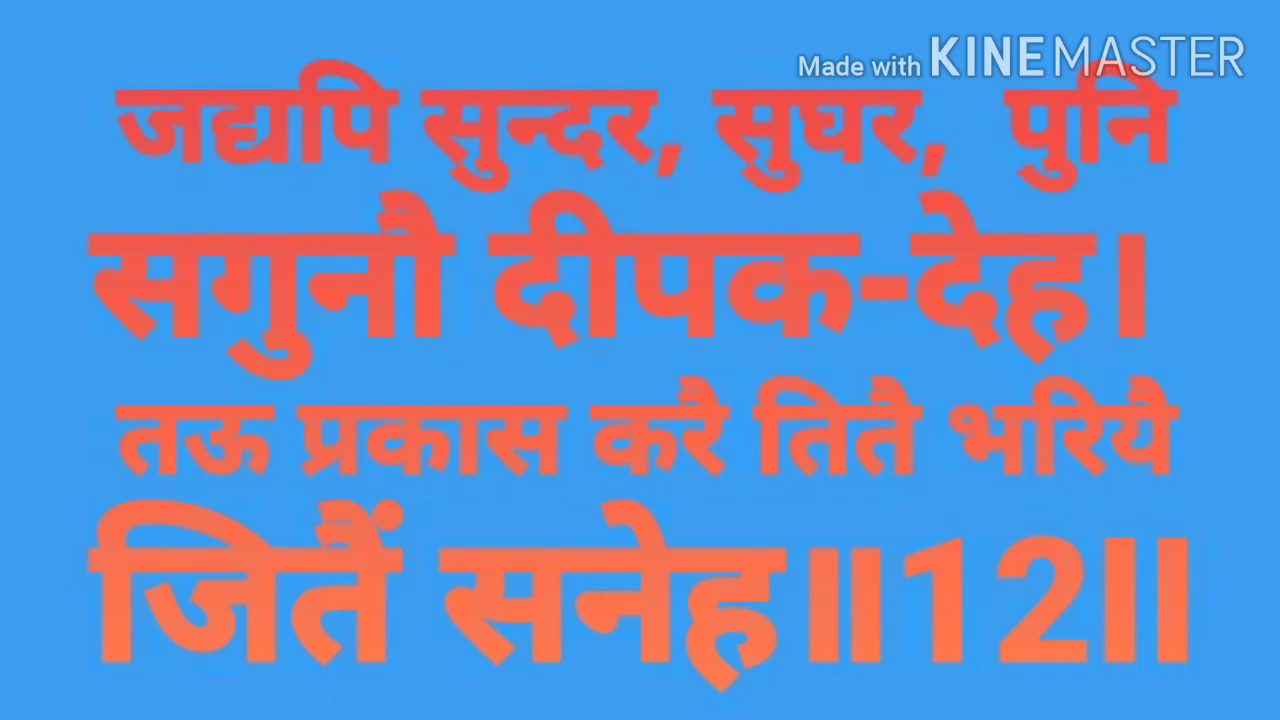 Made with KINEMASTER
जद्यपि सुन्दर, सुघर, पुनि
सगुनौ दीपक-देह।
तऊ प्रकास करै तितै भरियै
जितैं सनेह॥12॥